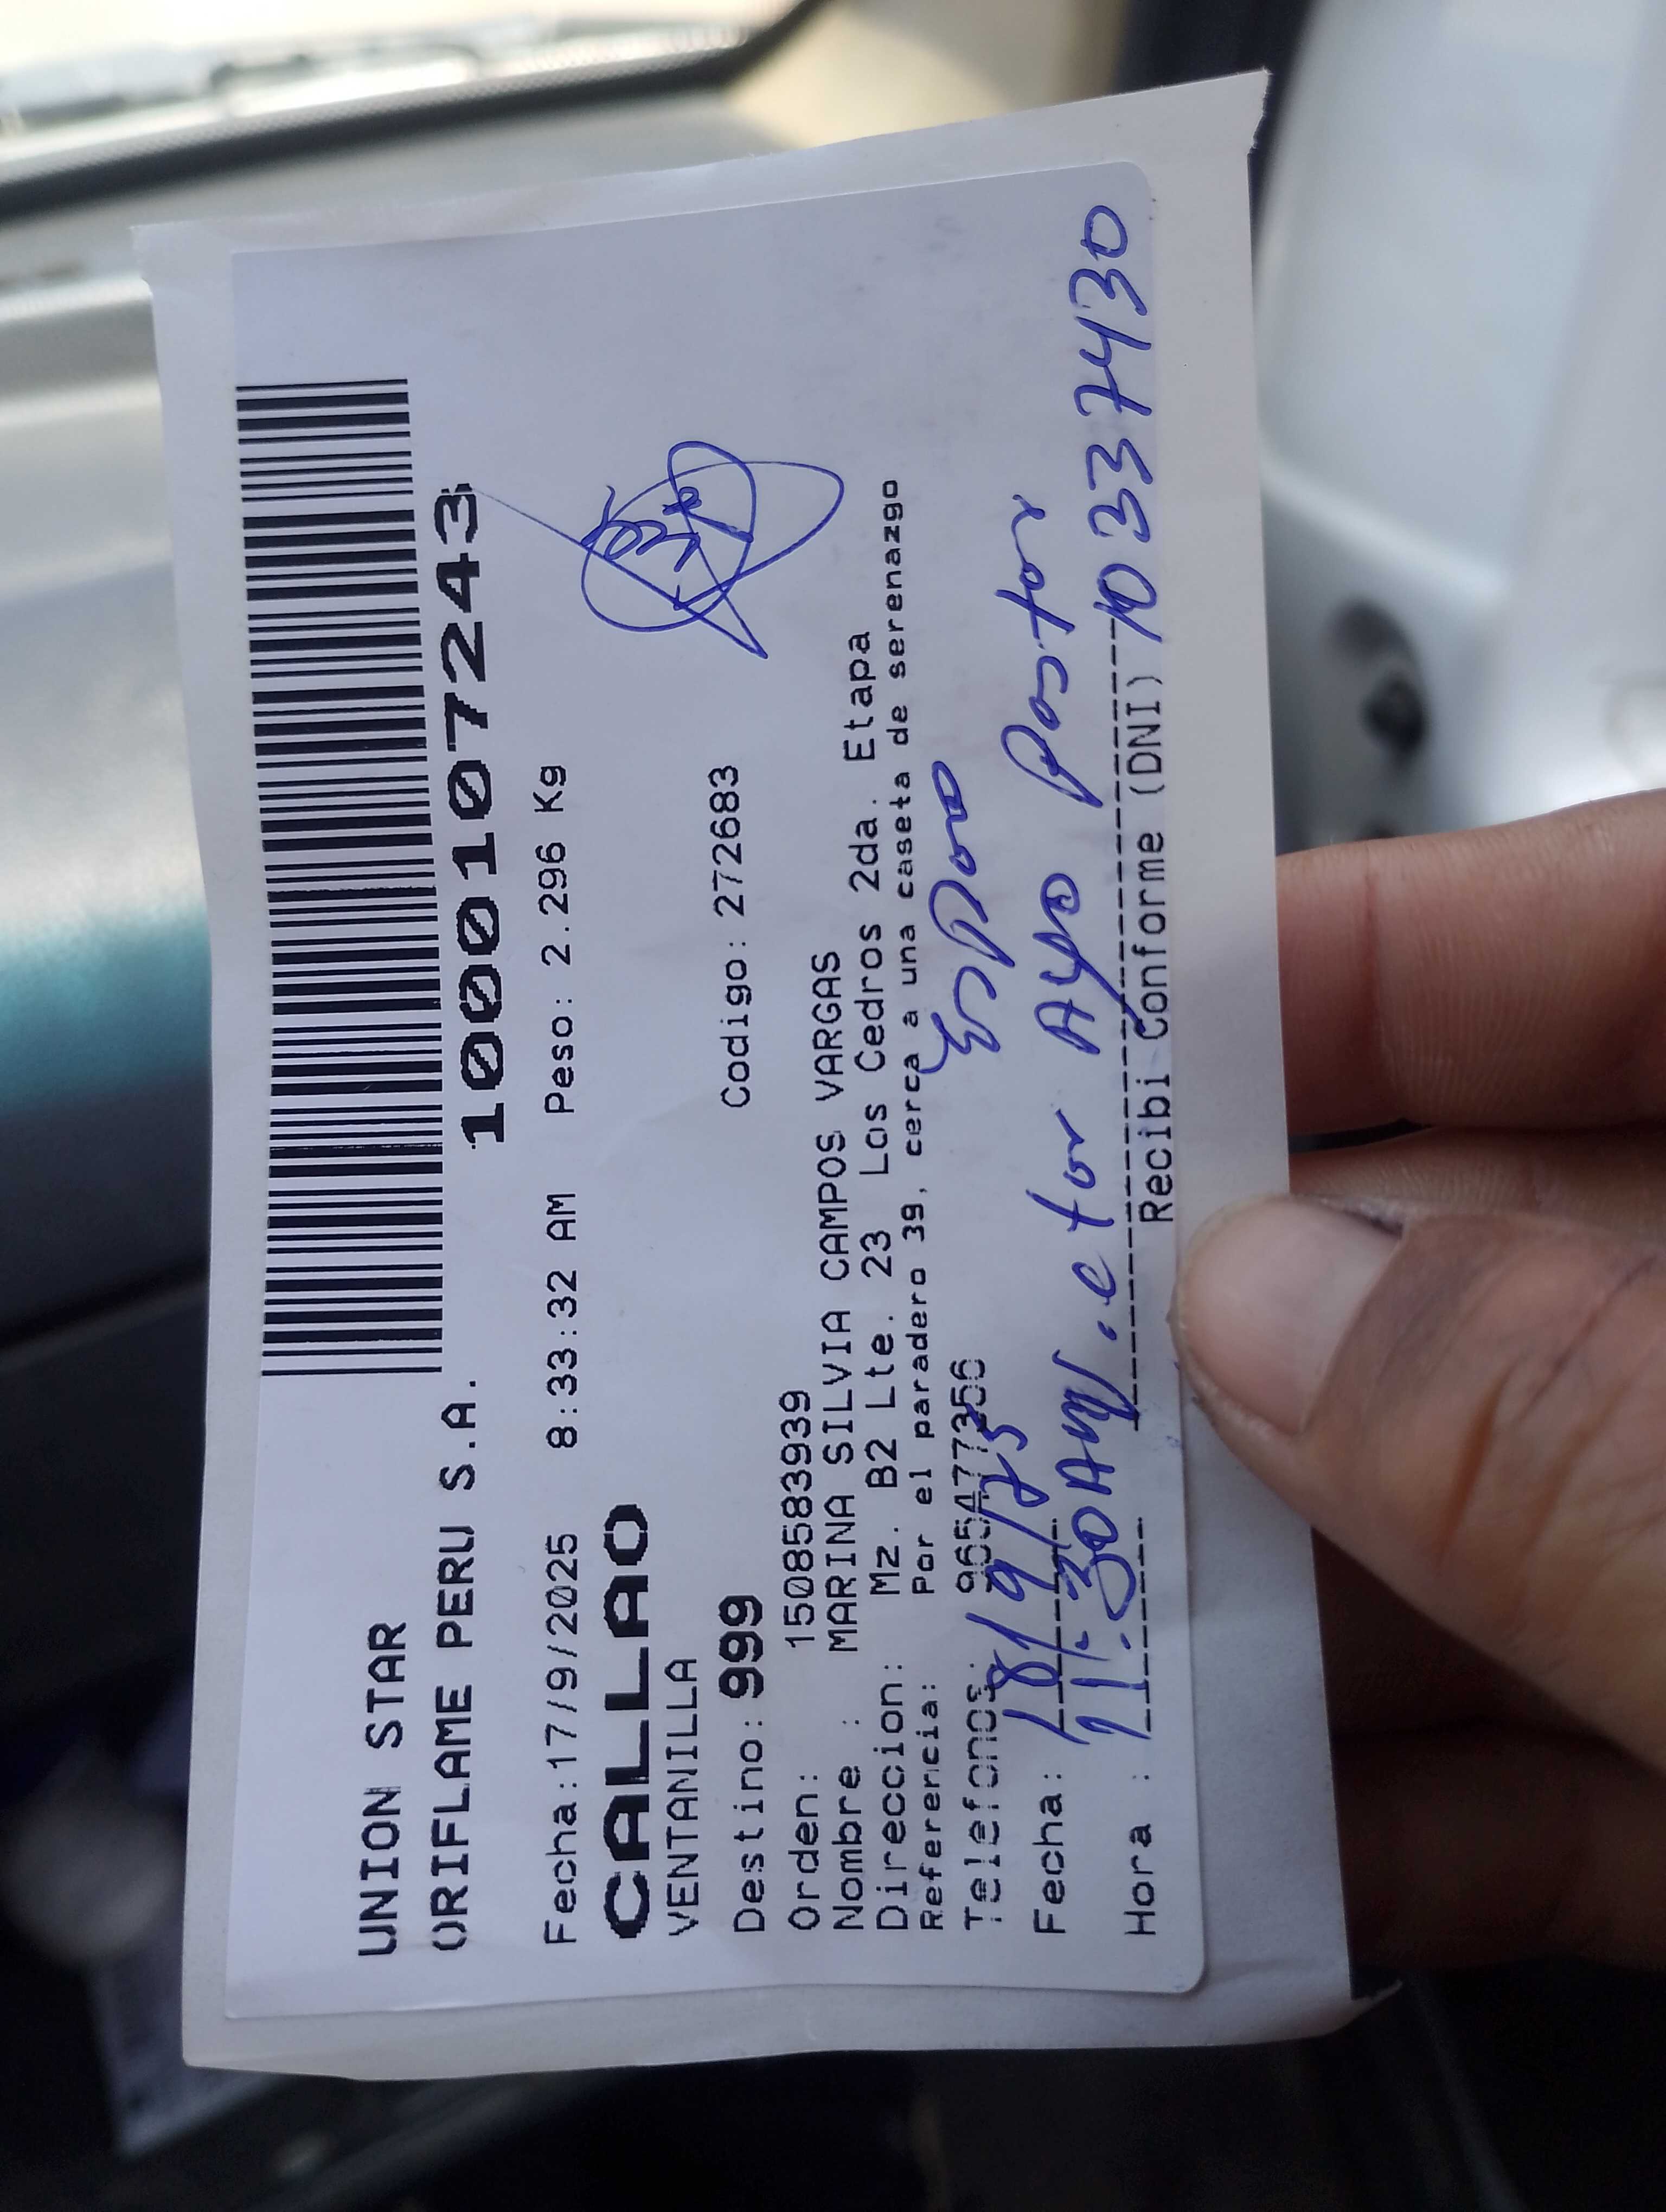 UNION STAR
ORIFLAME PERU S.A.
1000107243
Fecha:17/9/2025 8:33:32 AM Peso: 2.296 Kg
CALLAO
VENTANILLA
Destino: 999 Codigo: 272683
Orden: 1508583939
Nombre : MARINA SILVIA CAMPOS VARGAS
Direccion: Mz. B2 Lte. 23 Los Cedros 2da. Etapa
Referencia: Por el paradero 39, cerca a una caseta de serenazgo
Telefonos:
Fecha: 18/9/25
Hora : 11:30AM
10337430
Recibi Conforme (DNI)